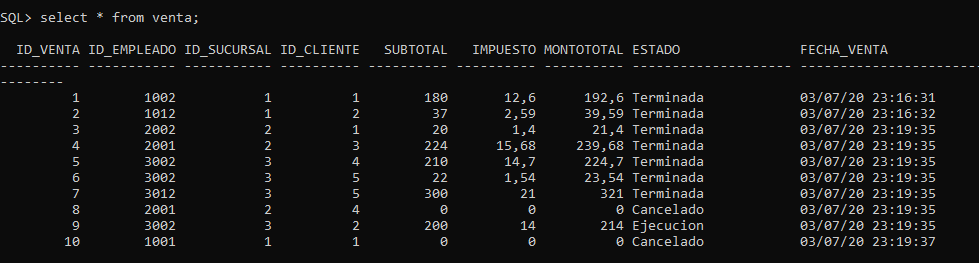 SQL> select * from venta;
ID_VENTA ID_EMPLEADO ID_SUCURSAL ID_CLIENTE SUBTOTAL IMPUESTO MONTOTOTAL ESTADO FECHA_VENTA
---------- ----------- ----------- ---------- ---------- ---------- ---------- -------------------- ----------------------
--------
1 1002 1 1 180 12,6 192,6 Terminada 03/07/20 23:16:31
2 1012 1 2 37 2,59 39,59 Terminada 03/07/20 23:16:32
3 2002 2 1 20 1,4 21,4 Terminada 03/07/20 23:19:35
4 2001 2 3 224 15,68 239,68 Terminada 03/07/20 23:19:35
5 3002 3 4 210 14,7 224,7 Terminada 03/07/20 23:19:35
6 3002 3 5 22 1,54 23,54 Terminada 03/07/20 23:19:35
7 3012 3 5 300 21 321 Terminada 03/07/20 23:19:35
8 2001 2 4 0 0 0 Cancelado 03/07/20 23:19:35
9 3002 3 2 200 14 214 Ejecucion 03/07/20 23:19:35
10 1001 1 1 0 0 0 Cancelado 03/07/20 23:19:37